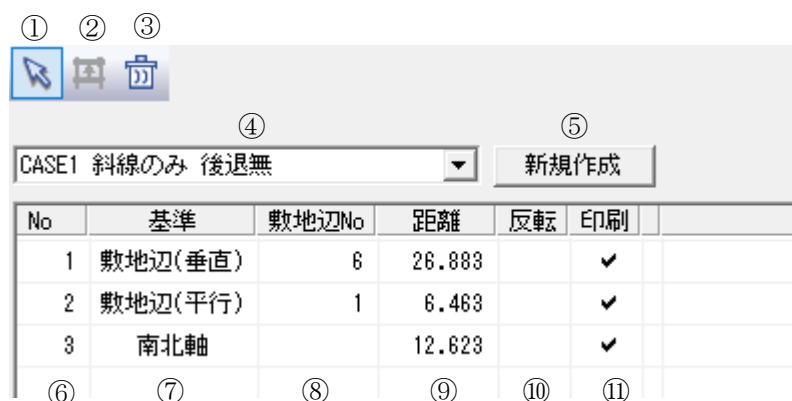 ① ② ③
④ ⑤
CASE1 斜線のみ 後退無 新規作成
No 基準 敷地辺No 距離 反転 印刷
1 敷地辺(垂直) 6 26.883 ✔
2 敷地辺(平行) 1 6.463 ✔
3 南北軸 12.623 ✔
⑥ ⑦ ⑧ ⑨ ⑩ ⑪